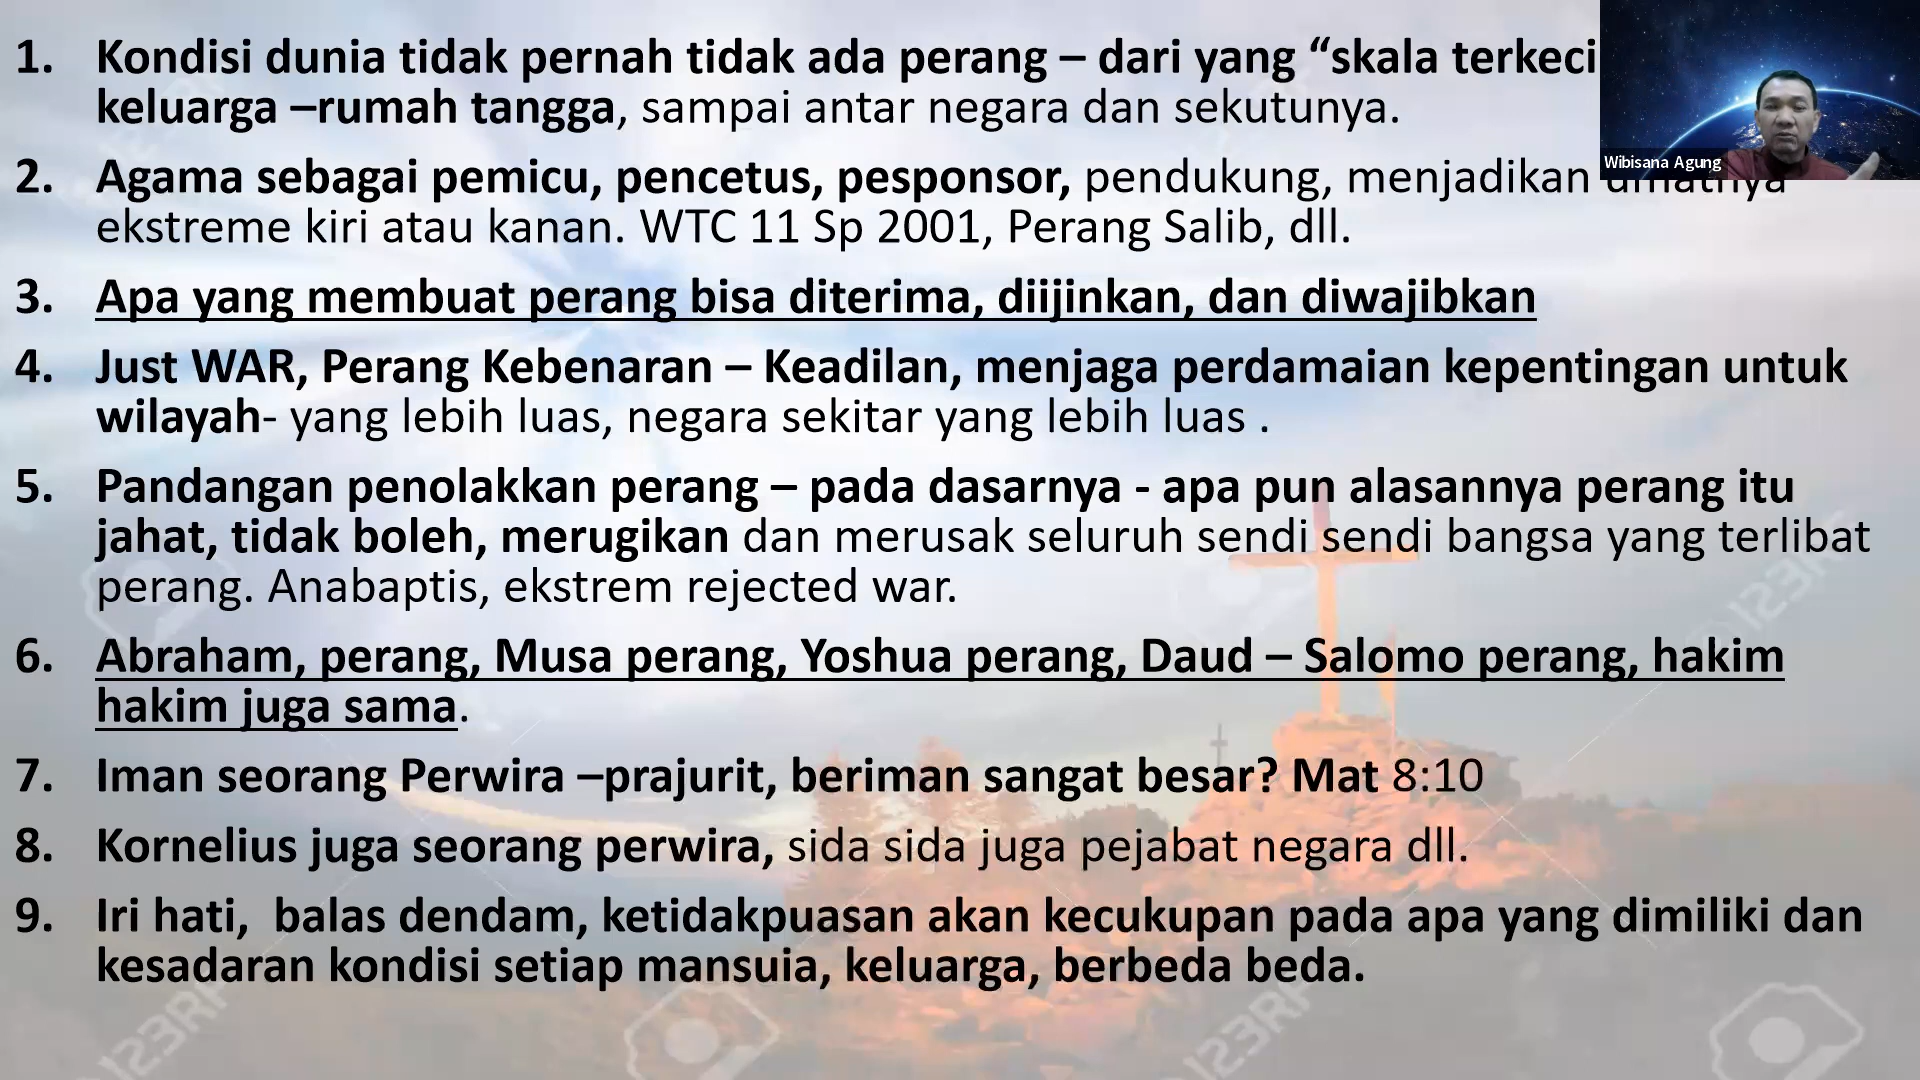 1. Kondisi dunia tidak pernah tidak ada perang – dari yang “skala terkeci
keluarga –rumah tangga, sampai antar negara dan sekutunya.
Wibisana Agung
2. Agama sebagai pemicu, pencetus, pesponsor, pendukung, menjadikan
ekstreme kiri atau kanan. WTC 11 Sp 2001, Perang Salib, dll.
3. Apa yang membuat perang bisa diterima, diijinkan, dan diwajibkan
4. Just WAR, Perang Kebenaran – Keadilan, menjaga perdamaian kepentingan untuk
wilayah- yang lebih luas, negara sekitar yang lebih luas .
5. Pandangan penolakkan perang – pada dasarnya - apa pun alasannya perang itu
jahat, tidak boleh, merugikan dan merusak seluruh sendi sendi bangsa yang terlibat
perang. Anabaptis, ekstrem rejected war.
6. Abraham, perang, Musa perang, Yoshua perang, Daud – Salomo perang, hakim
hakim juga sama.
7. Iman seorang Perwira –prajurit, beriman sangat besar? Mat 8:10
8. Kornelius juga seorang perwira, sida sida juga pejabat negara dll.
9. Iri hati,  balas dendam, ketidakpuasan akan kecukupan pada apa yang dimiliki dan
kesadaran kondisi setiap mansuia, keluarga, berbeda beda.
123RF
123RF
123RF